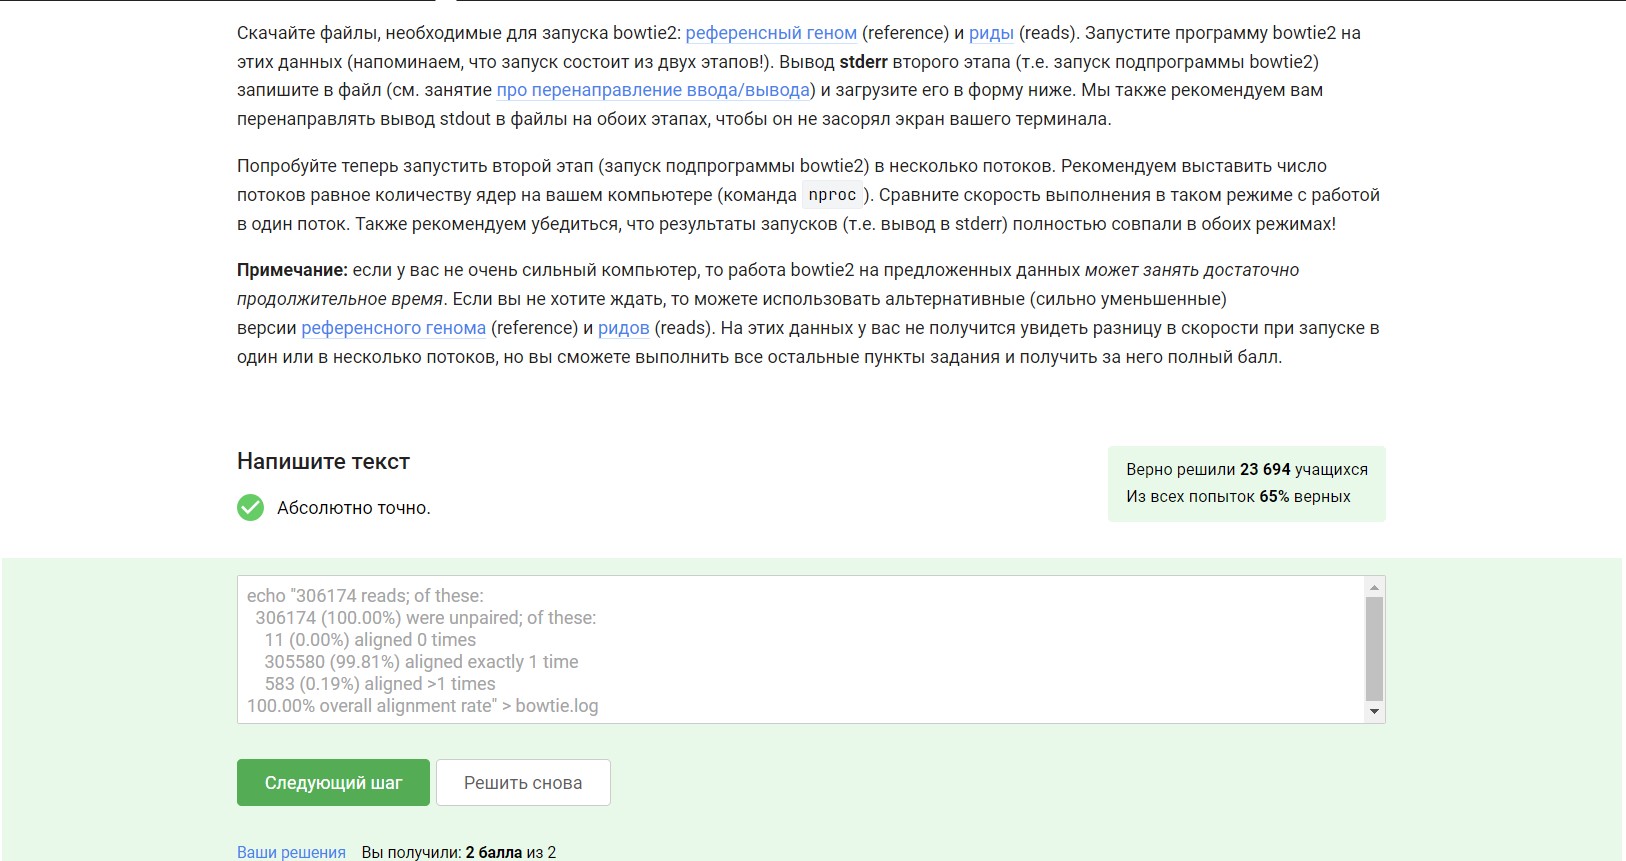 Скачайте файлы, необходимые для запуска bowtie2: референсный геном (reference) и риды (reads). Запустите программу bowtie2 на
этих данных (напоминаем, что запуск состоит из двух этапов!). Вывод stderr второго этапа (т.е. запуск подпрограммы bowtie2)
запишите в файл (см. занятие про перенаправление ввода/вывода) и загрузите его в форму ниже. Мы также рекомендуем вам
перенаправлять вывод stdout в файлы на обоих этапах, чтобы он не засорял экран вашего терминала.
Попробуйте теперь запустить второй этап (запуск подпрограммы bowtie2) в несколько потоков. Рекомендуем выставить число
потоков равное количеству ядер на вашем компьютере (команда nproc). Сравните скорость выполнения в таком режиме с работой
в один поток. Также рекомендуем убедиться, что результаты запусков (т.е. вывод в stderr) полностью совпали в обоих режимах!
Примечание: если у вас не очень сильный компьютер, то работа bowtie2 на предложенных данных может занять достаточно
продолжительное время. Если вы не хотите ждать, то можете использовать альтернативные (сильно уменьшенные)
версии референсного генома (reference) и ридов (reads). На этих данных у вас не получится увидеть разницу в скорости при запуске в
один или в несколько потоков, но вы сможете выполнить все остальные пункты задания и получить за него полный балл.
Напишите текст
Верно решили 23 694 учащихся
Из всех попыток 65% верных
Абсолютно точно.
echo "306174 reads; of these:
306174 (100.00%) were unpaired; of these:
11 (0.00%) aligned 0 times
305580 (99.81%) aligned exactly 1 time
583 (0.19%) aligned >1 times
100.00% overall alignment rate" > bowtie.log
Следующий шаг
Решить снова
Ваши решения Вы получили: 2 балла из 2